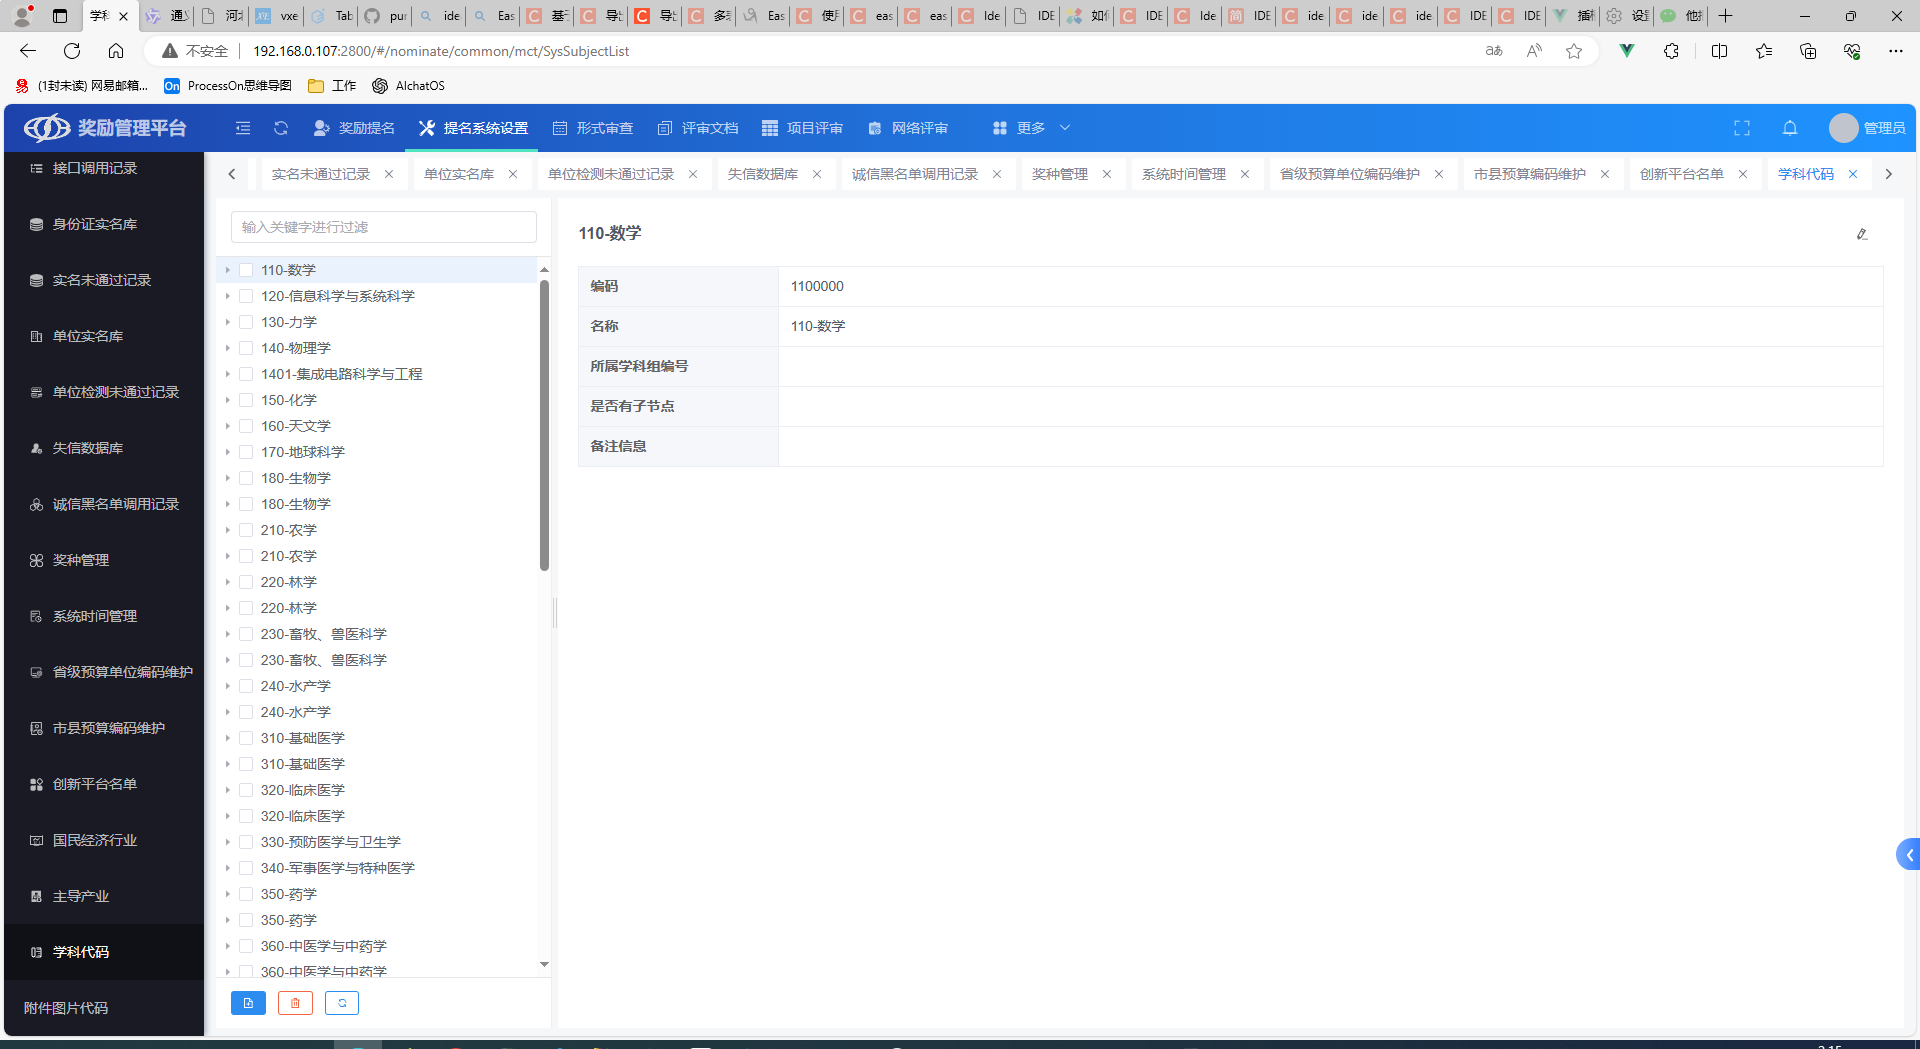 学科
通义
河北
vxe
Tab
pur
ide
Eas
基于
导出
导出
多张
Eas
使用
eas
eas
Ide
IDE
如何
IDE
Ide
IDE
ide
ide
ide
IDE
IDE
插件
设置
他把
不安全
192.168.0.107:2800/#/nominate/common/mct/SysSubjectList
(1封未读) 网易邮箱...
On ProcessOn思维导图
工作
AIchatOS
奖励管理平台
奖励提名
提名系统设置
形式审查
评审文档
项目评审
网络评审
更多
管理员
接口调用记录
身份证实名库
实名未通过记录
单位实名库
单位检测未通过记录
失信数据库
诚信黑名单调用记录
奖种管理
系统时间管理
省级预算单位编码维护
市县预算编码维护
创新平台名单
国民经济行业
主导产业
学科代码
附件图片代码
实名未通过记录
单位实名库
单位检测未通过记录
失信数据库
诚信黑名单调用记录
奖种管理
系统时间管理
省级预算单位编码维护
市县预算编码维护
创新平台名单
学科代码
输入关键字进行过滤
110-数学
120-信息科学与系统科学
130-力学
140-物理学
1401-集成电路科学与工程
150-化学
160-天文学
170-地球科学
180-生物学
180-生物学
210-农学
210-农学
220-林学
220-林学
230-畜牧、兽医科学
230-畜牧、兽医科学
240-水产学
240-水产学
310-基础医学
310-基础医学
320-临床医学
320-临床医学
330-预防医学与卫生学
340-军事医学与特种医学
350-药学
350-药学
360-中医学与中药学
360-中医学与中药学
110-数学
编码 1100000
名称 110-数学
所属学科组编号
是否有子节点
备注信息